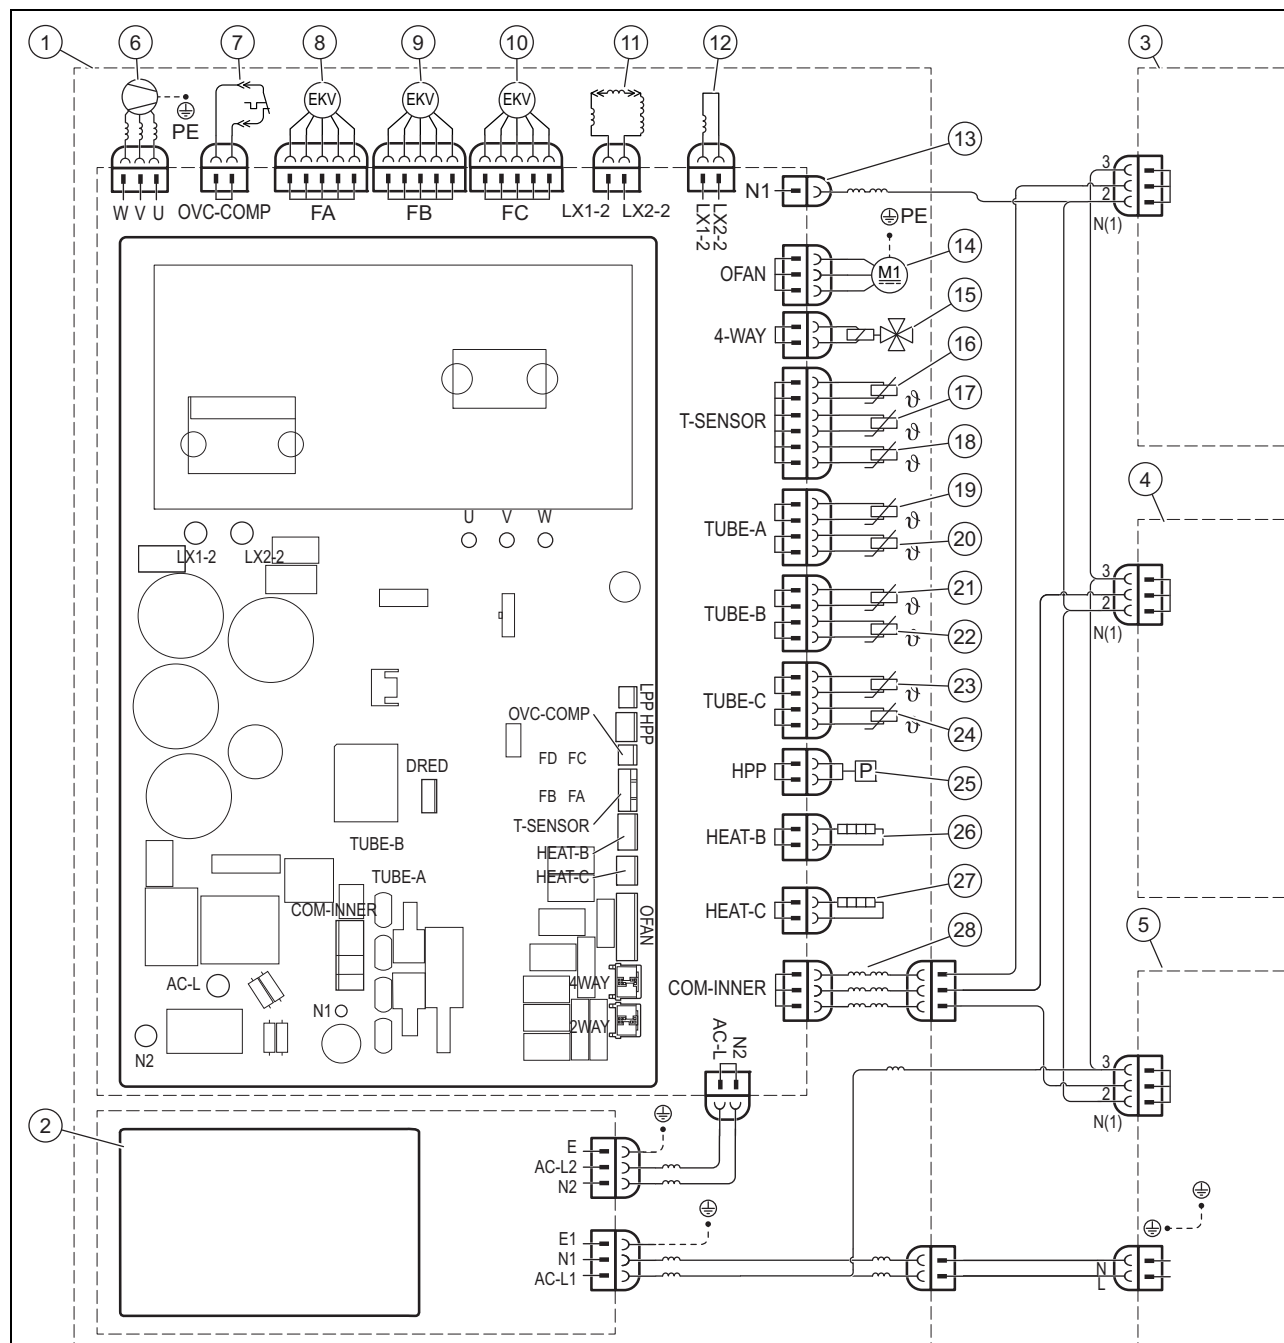 1
6
7
8
9
10
11
12
3
EKV
EKV
EKV
PE
W V U
OVC-COMP
FA
FB
FC
LX1-2 LX2-2
LX1-2
LX2-2
N1
13
3
2
N(1)
PE
OFAN
M1
14
4-WAY
15
T-SENSOR
16
ϑ
17
ϑ
18
ϑ
4
TUBE-A
19
ϑ
20
ϑ
U V W
LX1-2
LX2-2
3
2
N(1)
TUBE-B
21
ϑ
22
ϑ
TUBE-C
23
ϑ
24
ϑ
LPP
HPP
OVC-COMP
FD FC
DRED
FB FA
T-SENSOR
HPP
P
25
TUBE-B
HEAT-B
HEAT-C
HEAT-B
26
TUBE-A
COM-INNER
OFAN
HEAT-C
27
28
5
AC-L
4WAY
COM-INNER
N1
2WAY
N2
AC-L
N2
3
2
N(1)
2
E
AC-L2
N2
E1
N1
AC-L1
N
L